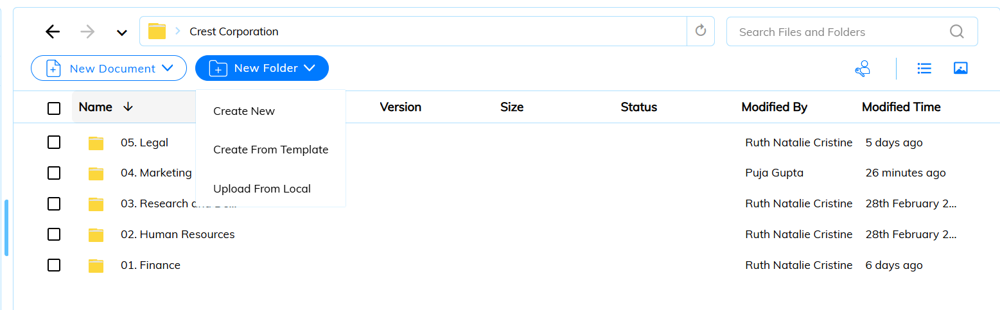 Crest Corporation
Search Files and Folders
New Document
New Folder
Name
Version
Size
Status
Modified By
Modified Time
Create New
Create From Template
Upload From Local
05. Legal
Ruth Natalie Cristine
5 days ago
04. Marketing
Puja Gupta
26 minutes ago
03. Research
Ruth Natalie Cristine
28th February 2...
02. Human Resources
Ruth Natalie Cristine
28th February 2...
01. Finance
Ruth Natalie Cristine
6 days ago